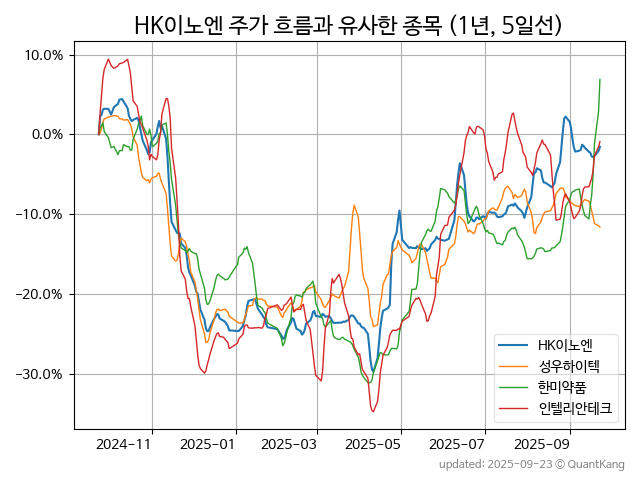 HK이노엔 주가 흐름과 유사한 종목 (1년, 5일선)
10.0%
0.0%
−10.0%
−20.0%
−30.0%
HK이노엔
성우하이텍
한미약품
인텔리안테크
2024-11 2025-01 2025-03 2025-05 2025-07 2025-09
updated: 2025-09-23 © QuantKang